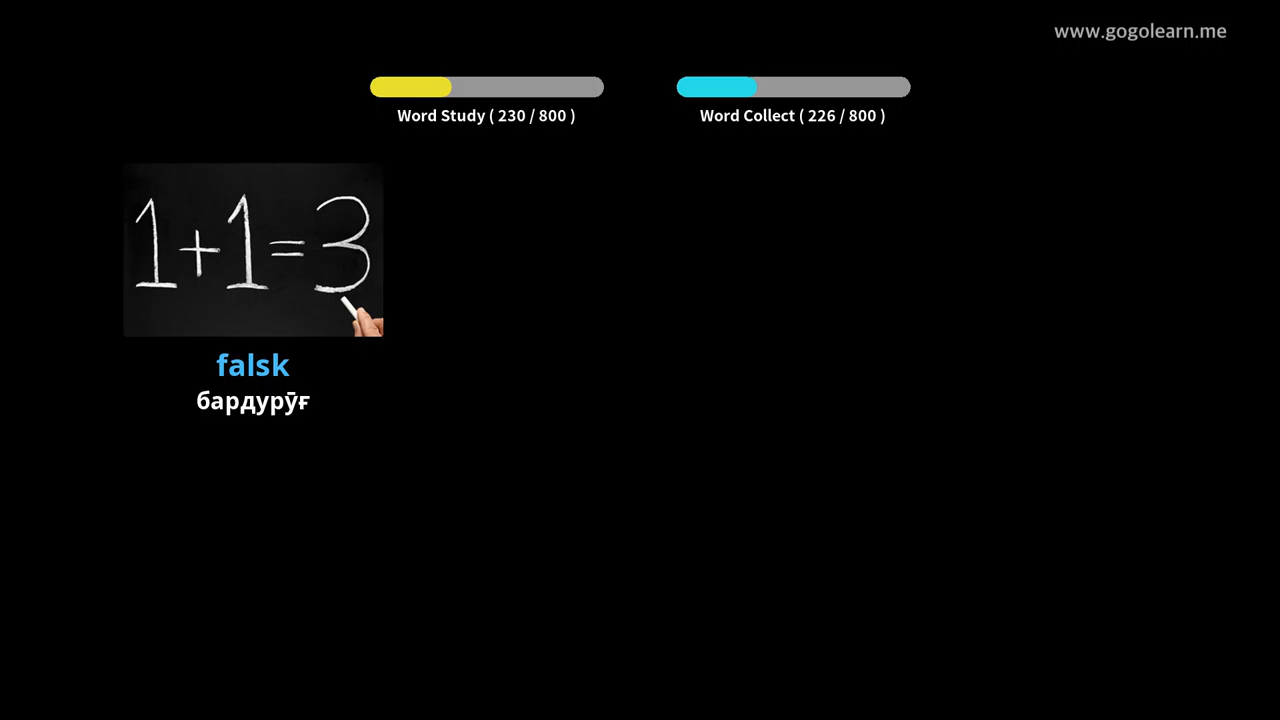 www.gogolearn.me
Word Study ( 230 / 800 )
Word Collect ( 226 / 800 )
1+1=3
falsk
бардурӯғ